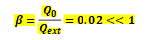 β = Q₀ / Qₑₓₜ = 0.02 << 1